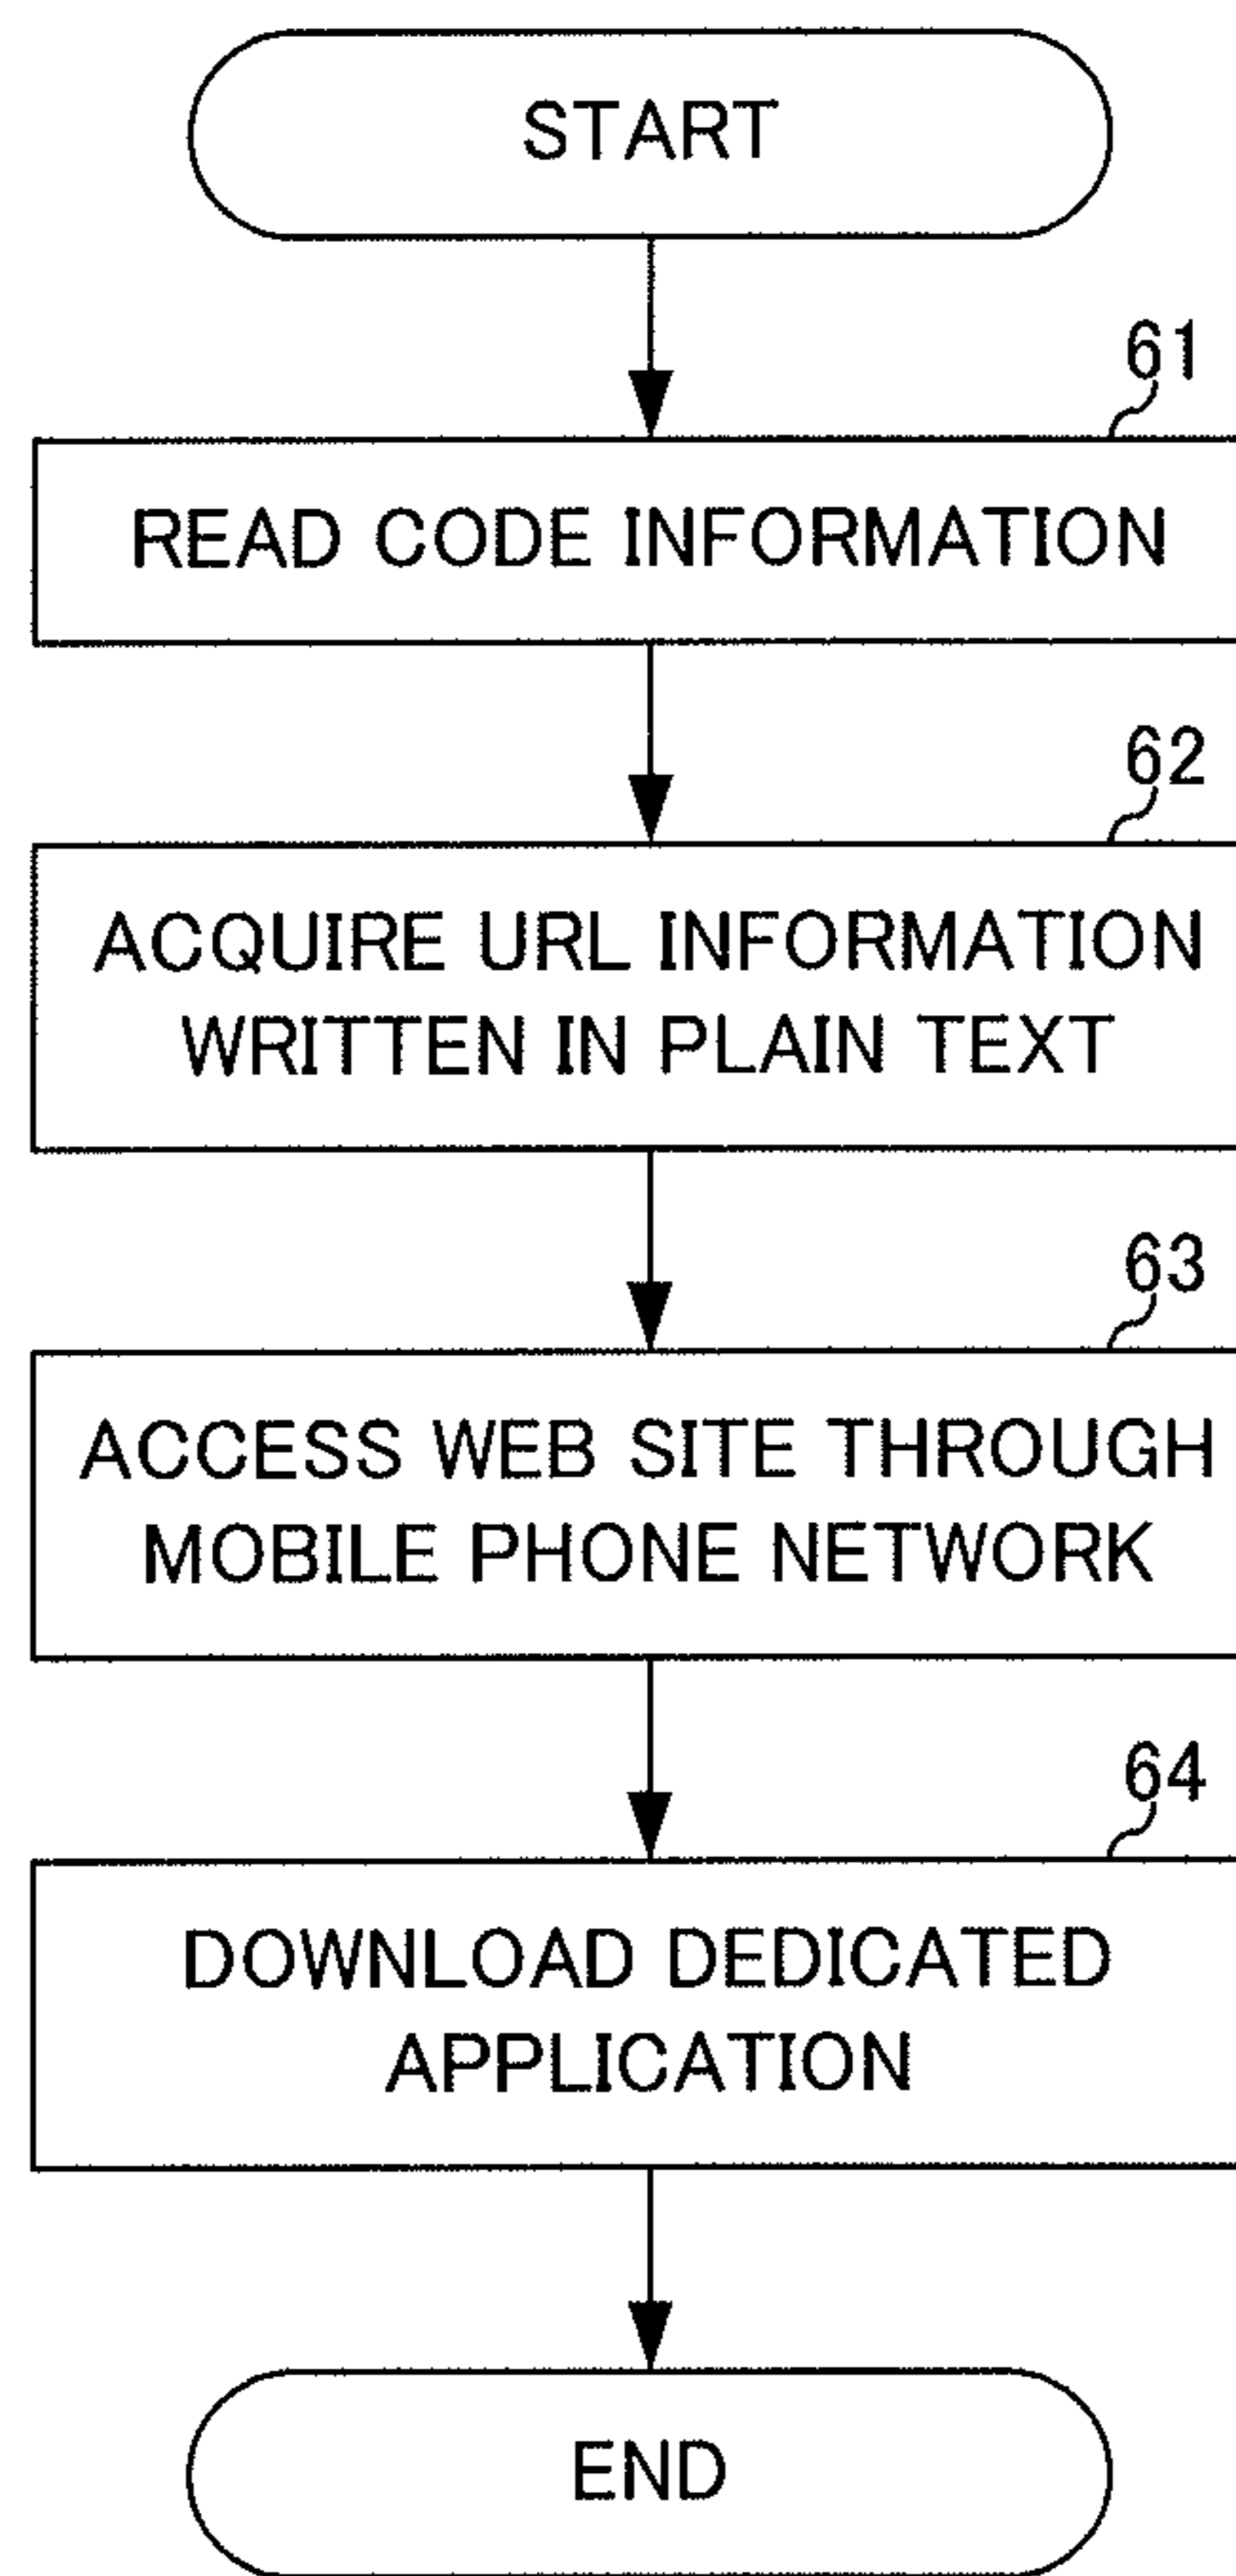 START
61
READ CODE INFORMATION
62
ACQUIRE URL INFORMATION
WRITTEN IN PLAIN TEXT
63
ACCESS WEB SITE THROUGH
MOBILE PHONE NETWORK
64
DOWNLOAD DEDICATED
APPLICATION
END